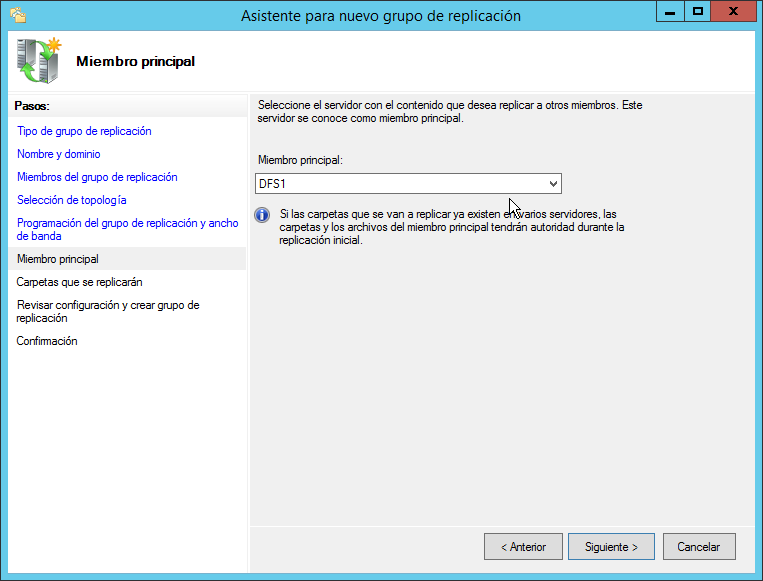 Asistente para nuevo grupo de replicación
Miembro principal
Pasos:
Tipo de grupo de replicación
Nombre y dominio
Miembros del grupo de replicación
Selección de topología
Programación del grupo de replicación y ancho
de banda
Miembro principal
Carpetas que se replicarán
Revisar configuración y crear grupo de
replicación
Confirmación
Seleccione el servidor con el contenido que desea replicar a otros miembros. Este
servidor se conoce como miembro principal.
Miembro principal:
DFS1
Si las carpetas que se van a replicar ya existen en varios servidores, las
carpetas y los archivos del miembro principal tendrán autoridad durante la
replicación inicial.
< Anterior
Siguiente >
Cancelar